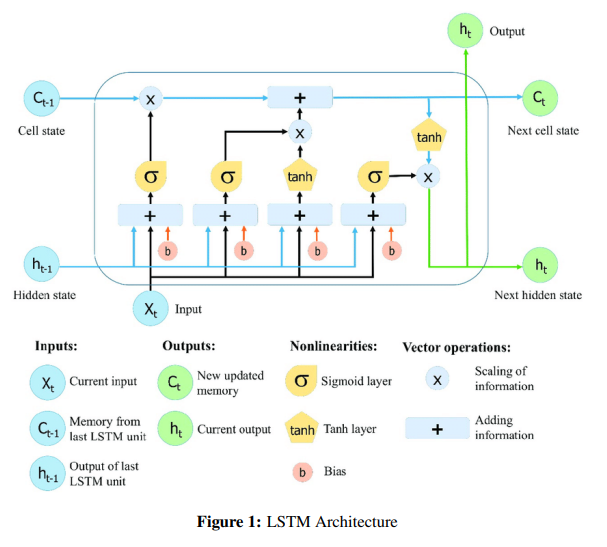 ht
Output
Ct-1
x
+
Ct
Cell state
Next cell state
tanh
x
x
σ
σ
tanh
σ
+
+
+
+
ht-1
b
b
b
b
ht
Hidden state
Next hidden state
Xt
Input
Inputs:
Outputs:
Nonlinearities:
Vector operations:
Xt
Current input
Ct
New updated
memory
σ
Sigmoid layer
x
Scaling of
information
Ct-1
Memory from
last LSTM unit
ht
Current output
tanh
Tanh layer
+
Adding
information
ht-1
Output of last
LSTM unit
b
Bias
Figure 1: LSTM Architecture